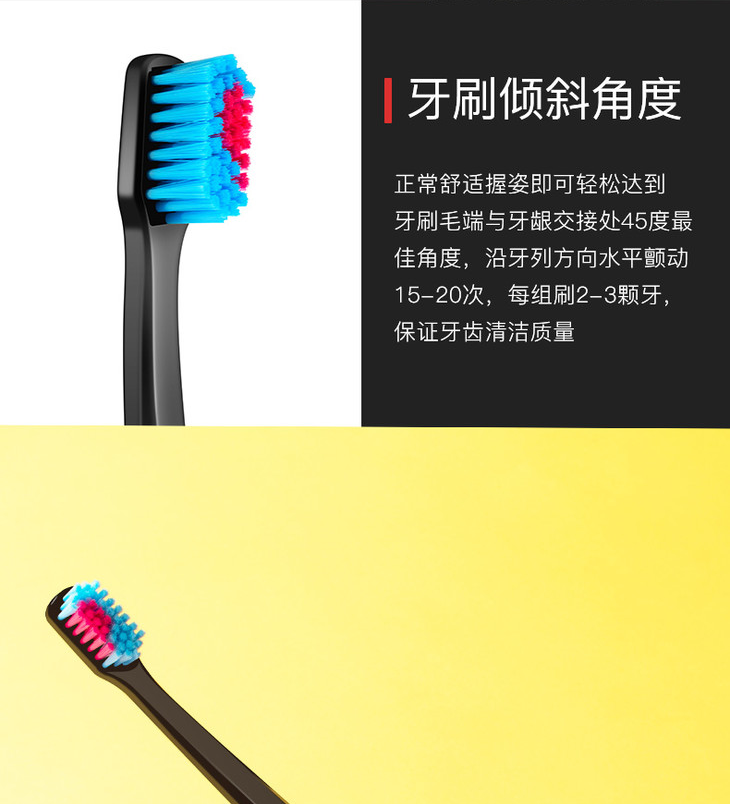 牙刷倾斜角度
正常舒适握姿即可轻松达到
牙刷毛端与牙龈交接处45度最
佳角度，沿牙列方向水平颤动
15-20次，每组刷2-3颗牙，
保证牙齿清洁质量